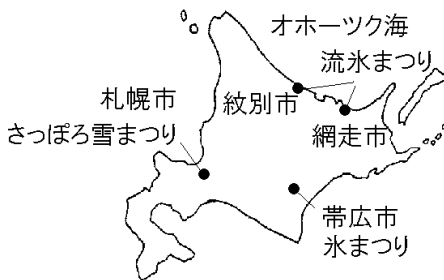 オホーツク海
流氷まつり
札幌市
さっぽろ雪まつり
紋別市
網走市
帯広市
氷まつり